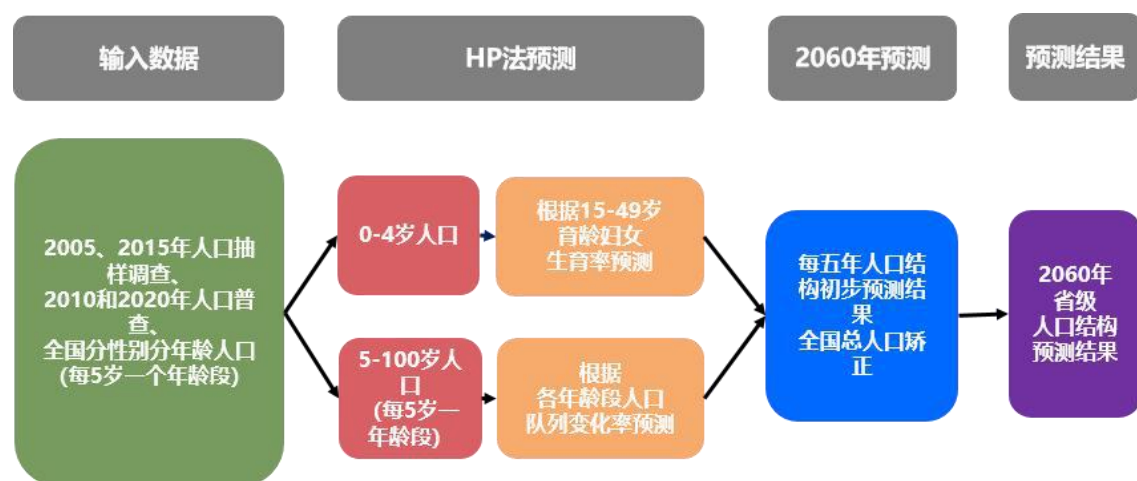 输入数据
HP法预测
2060年预测
预测结果
2005、2015年人口抽
样调查、
2010和2020年人口普
查、
全国分性别分年龄人口
(每5岁一个年龄段)
0-4岁人口
根据15-49岁
育龄妇女
生育率预测
5-100岁人
口
(每5岁一
年龄段)
根据
各年龄段人口
队列变化率预测
每五年人口结
构初步预测结
果
全国总人口矫
正
2060年
省级
人口结构
预测结果